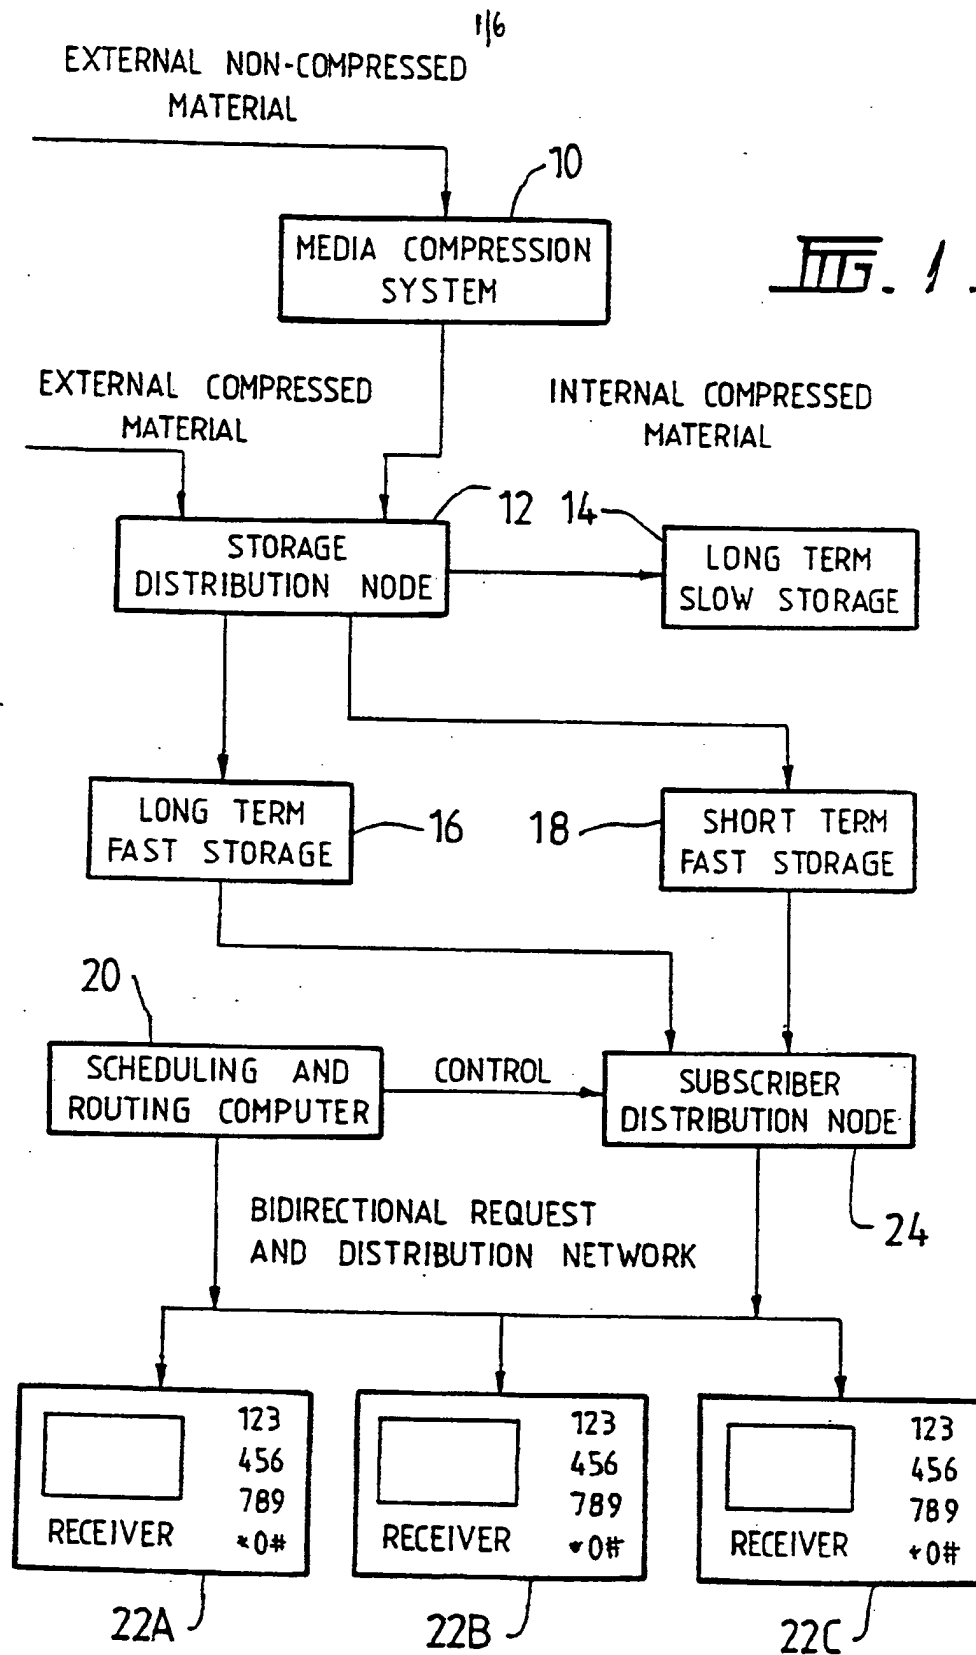 1/6
EXTERNAL NON-COMPRESSED
MATERIAL
10
MEDIA COMPRESSION
SYSTEM
FIG. 1.
EXTERNAL COMPRESSED
MATERIAL
INTERNAL COMPRESSED
MATERIAL
12
14
STORAGE
DISTRIBUTION NODE
LONG TERM
SLOW STORAGE
LONG TERM
FAST STORAGE
16
18
SHORT TERM
FAST STORAGE
20
SCHEDULING AND
ROUTING COMPUTER
CONTROL
SUBSCRIBER
DISTRIBUTION NODE
24
BIDIRECTIONAL REQUEST
AND DISTRIBUTION NETWORK
123
456
789
*0#
RECEIVER
22A
123
456
789
*0#
RECEIVER
22B
123
456
789
*0#
RECEIVER
22C